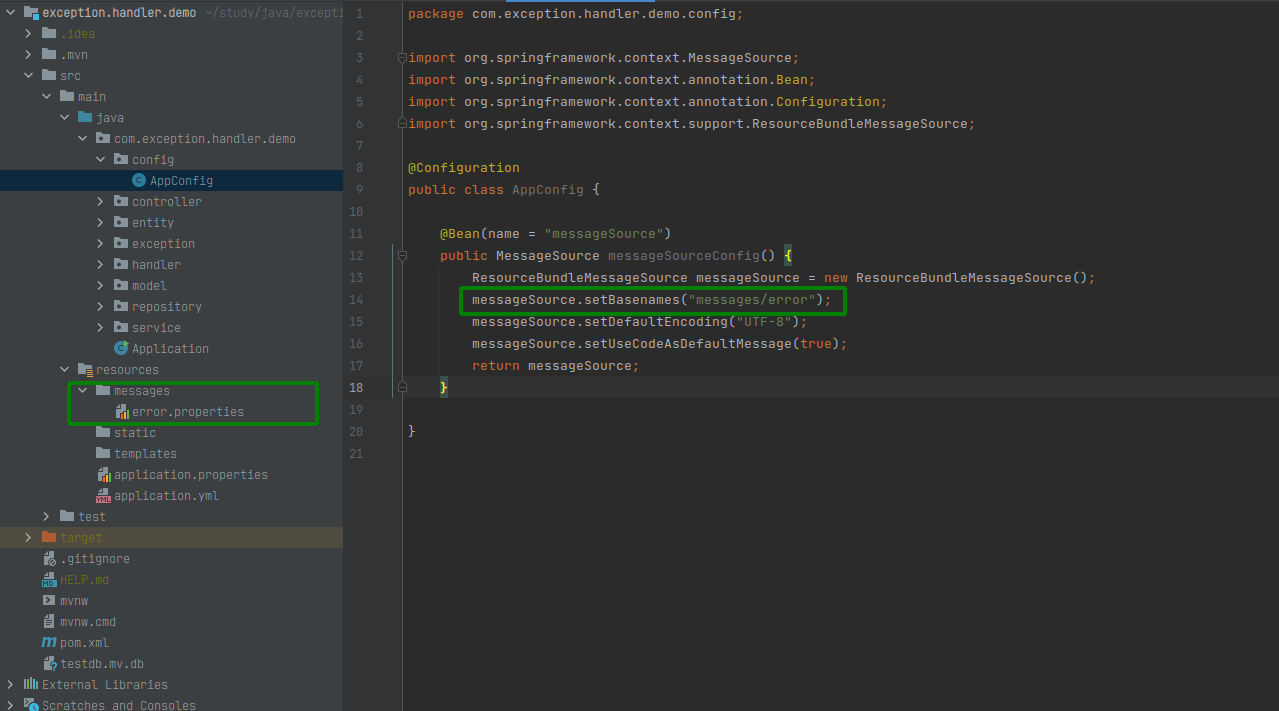 exception.handler.demo ~/study/java/excepti
.idea
.mvn
src
main
java
com.exception.handler.demo
config
AppConfig
controller
entity
exception
handler
model
repository
service
Application
resources
messages
error.properties
static
templates
application.properties
application.yml
test
target
.gitignore
HELP.md
mvnw
mvnw.cmd
pom.xml
testdb.mv.db
External Libraries
Scratches and Consoles
1 package com.exception.handler.demo.config;
2
3 import org.springframework.context.MessageSource;
4 import org.springframework.context.annotation.Bean;
5 import org.springframework.context.annotation.Configuration;
6 import org.springframework.context.support.ResourceBundleMessageSource;
7
8 @Configuration
9 public class AppConfig {
10
11 @Bean(name = "messageSource")
12 public MessageSource messageSourceConfig() {
13 ResourceBundleMessageSource messageSource = new ResourceBundleMessageSource();
14 messageSource.setBasenames("messages/error");
15 messageSource.setDefaultEncoding("UTF-8");
16 messageSource.setUseCodeAsDefaultMessage(true);
17 return messageSource;
18 }
19
20 }
21